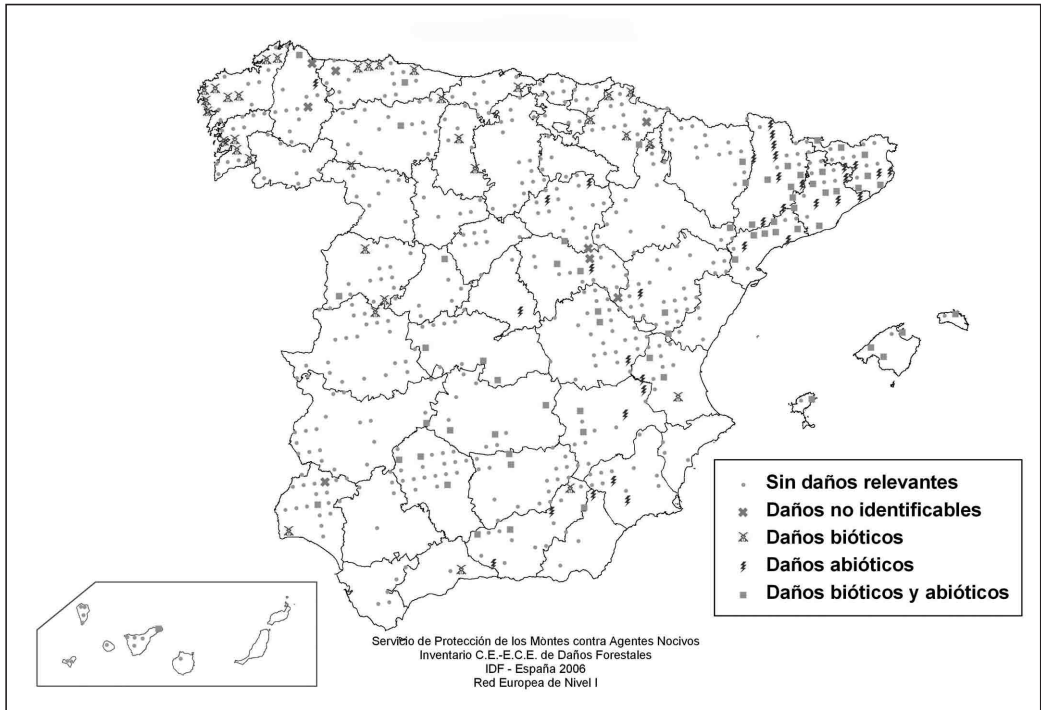 Sin daños relevantes
Daños no identificables
Daños bióticos
Daños abióticos
Daños bióticos y abióticos
Servicio de Protección de los Móntes contra Agentes Nocivos
Inventario C.E.-E.C.E. de Daños Forestales
IDF - España 2006
Red Europea de Nivel I